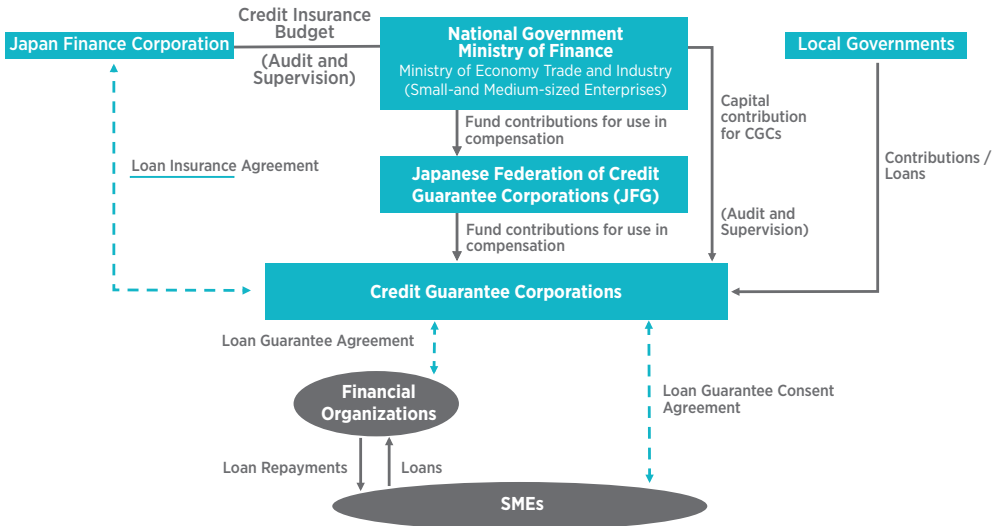 Credit Insurance
Budget
(Audit and
Supervision)
Japan Finance Corporation
National Government
Ministry of Finance
Ministry of Economy Trade and Industry
(Small-and Medium-sized Enterprises)
Local Governments
Fund contributions for use in
compensation
Capital
contribution
for CGCs
(Audit and
Supervision)
Contributions /
Loans
Loan Insurance Agreement
Japanese Federation of Credit
Guarantee Corporations (JFG)
Fund contributions for use in
compensation
Credit Guarantee Corporations
Loan Guarantee Agreement
Loan Guarantee Consent
Agreement
Financial
Organizations
Loan Repayments
Loans
SMEs